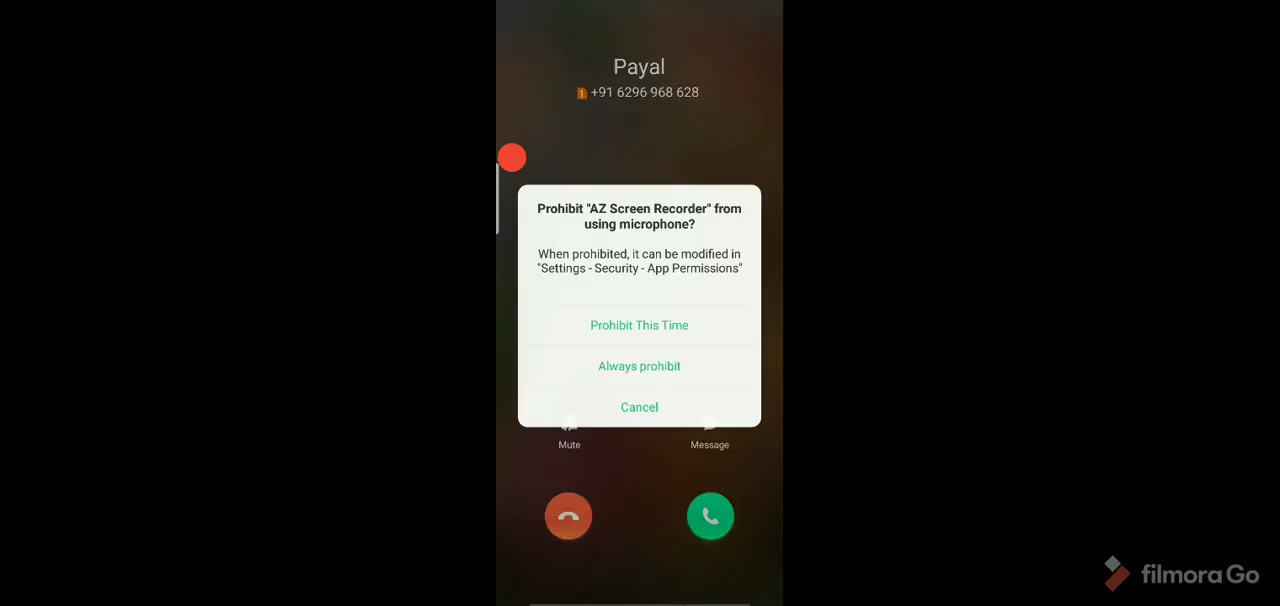 Payal
1 +91 6296 968 628
Prohibit "AZ Screen Recorder" from
using microphone?
When prohibited, it can be modified in
"Settings - Security - App Permissions"
Prohibit This Time
Always prohibit
Cancel
Mute
Message
filmora Go